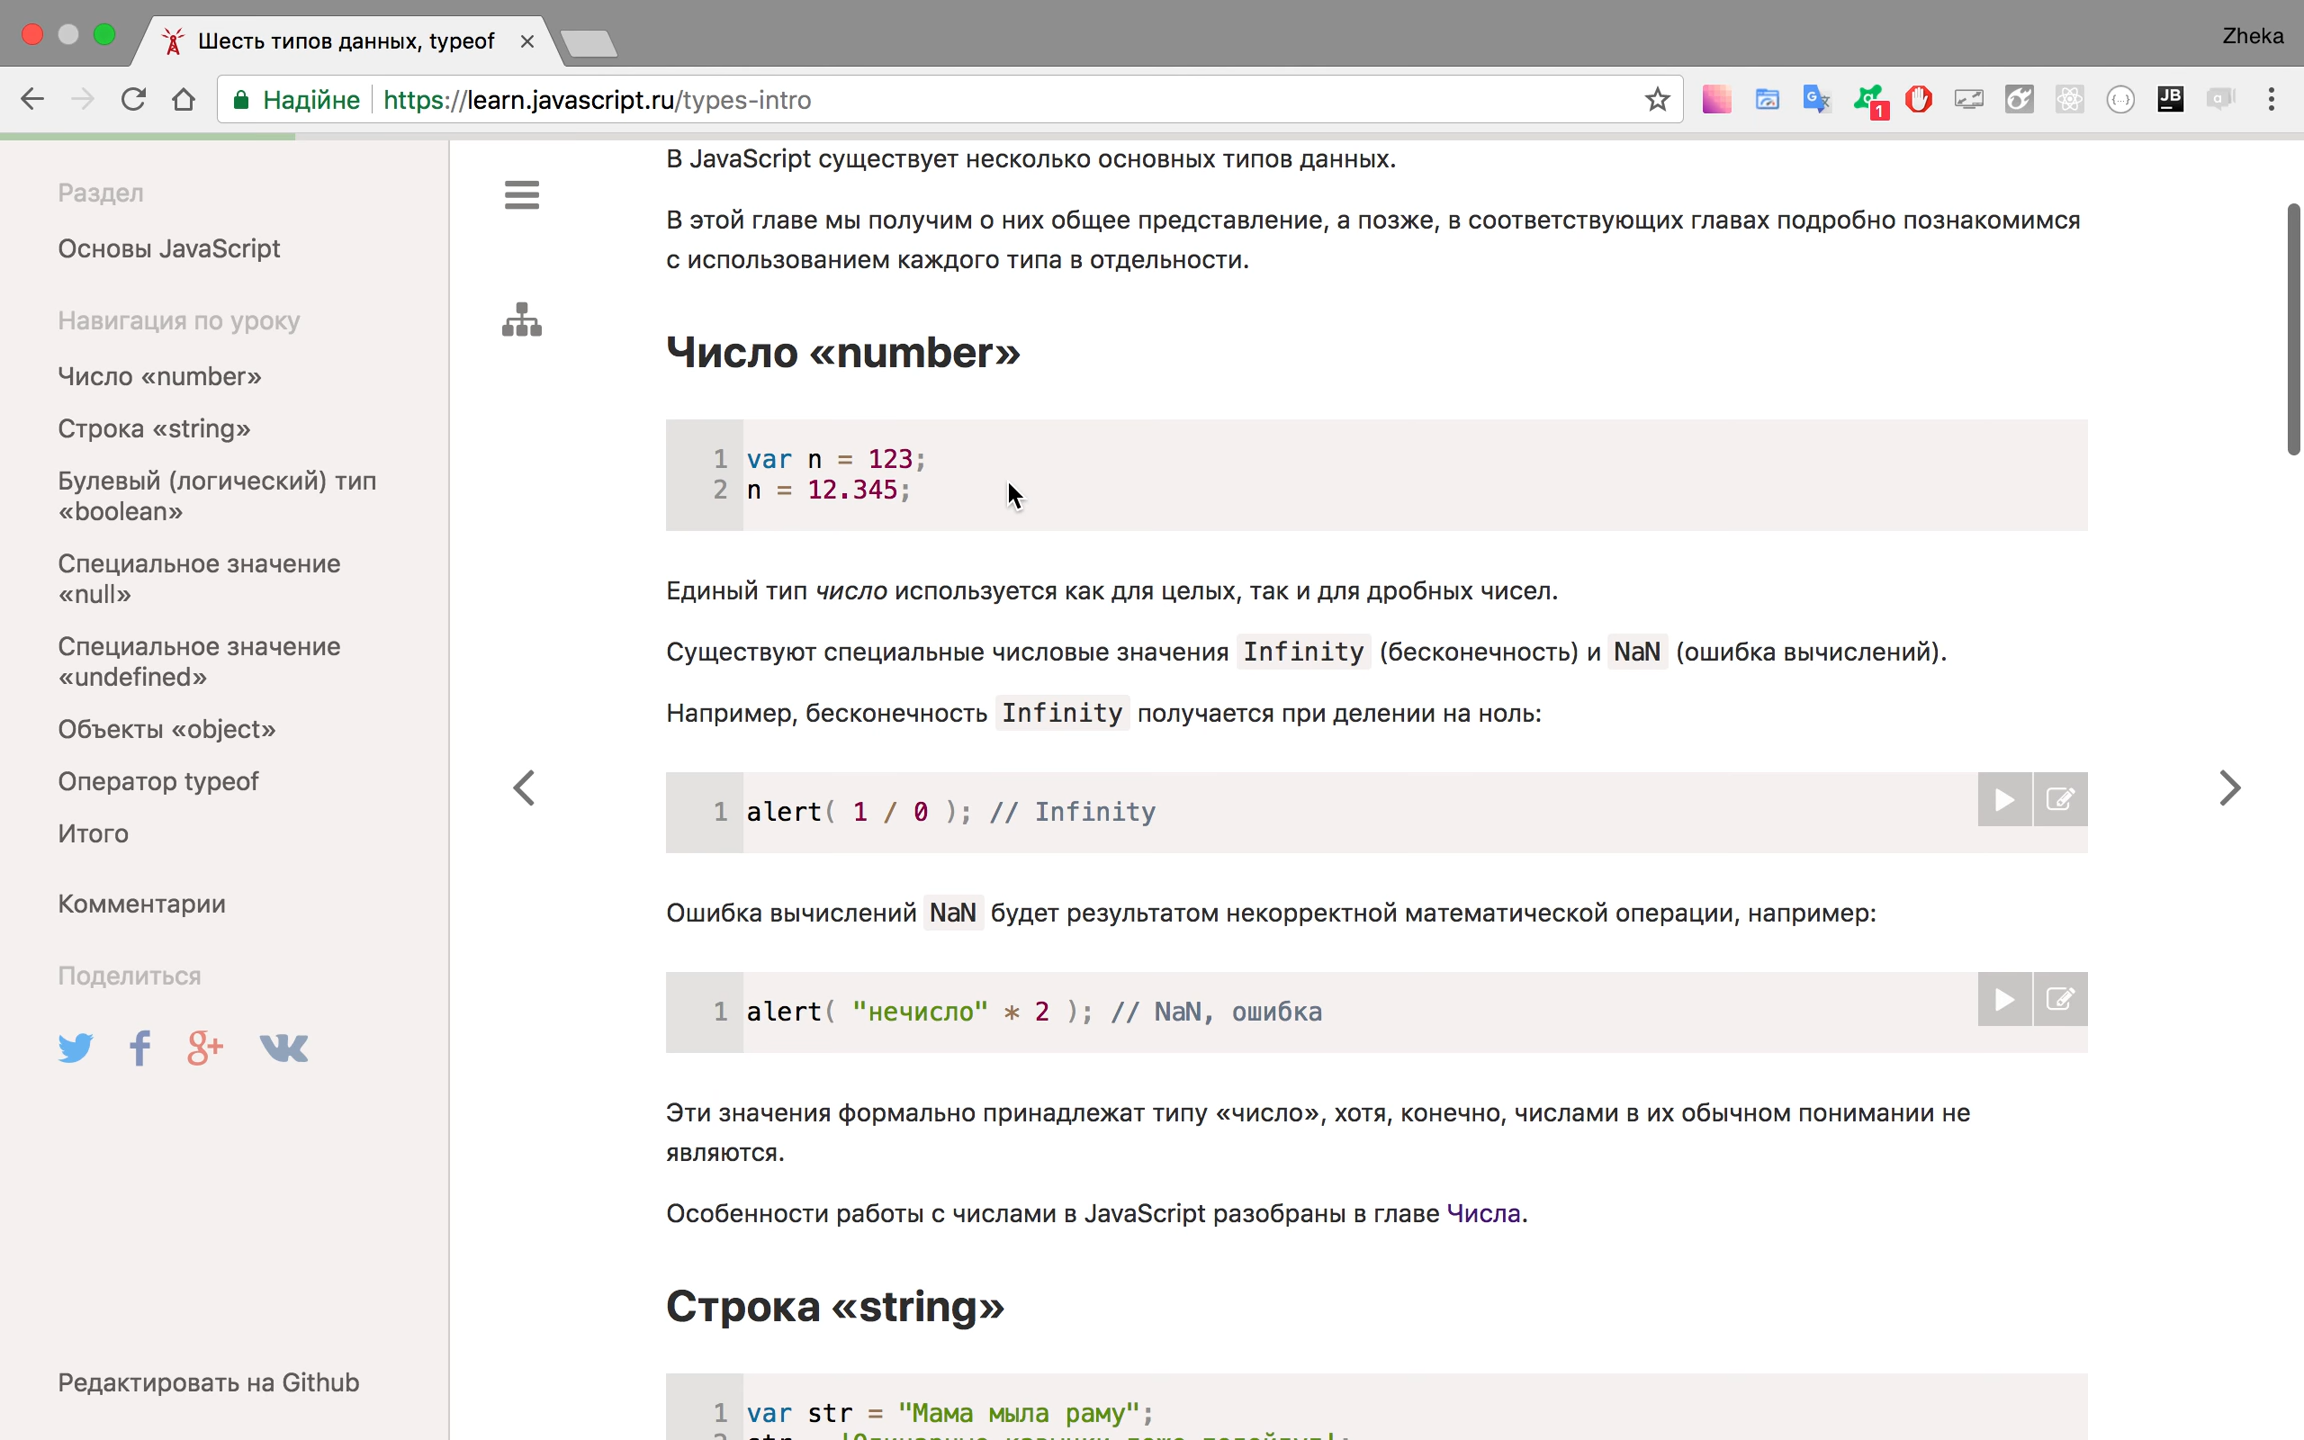 Шесть типов данных, typeof
Zheka
Надійне https://learn.javascript.ru/types-intro
1
JB
Раздел
Основы JavaScript
Навигация по уроку
Число «number»
Строка «string»
Булевый (логический) тип
«boolean»
Специальное значение
«null»
Специальное значение
«undefined»
Объекты «object»
Оператор typeof
Итого
Комментарии
Поделиться
Редактировать на Github
В JavaScript существует несколько основных типов данных.
В этой главе мы получим о них общее представление, а позже, в соответствующих главах подробно познакомимся
с использованием каждого типа в отдельности.
Число «number»
1 var n = 123;
2 n = 12.345;
Единый тип число используется как для целых, так и для дробных чисел.
Существуют специальные числовые значения Infinity (бесконечность) и NaN (ошибка вычислений).
Например, бесконечность Infinity получается при делении на ноль:
1 alert( 1 / 0 ); // Infinity
Ошибка вычислений NaN будет результатом некорректной математической операции, например:
1 alert( "нечисло" * 2 ); // NaN, ошибка
Эти значения формально принадлежат типу «число», хотя, конечно, числами в их обычном понимании не
являются.
Особенности работы с числами в JavaScript разобраны в главе Числа.
Строка «string»
1 var str = "Мама мыла раму";